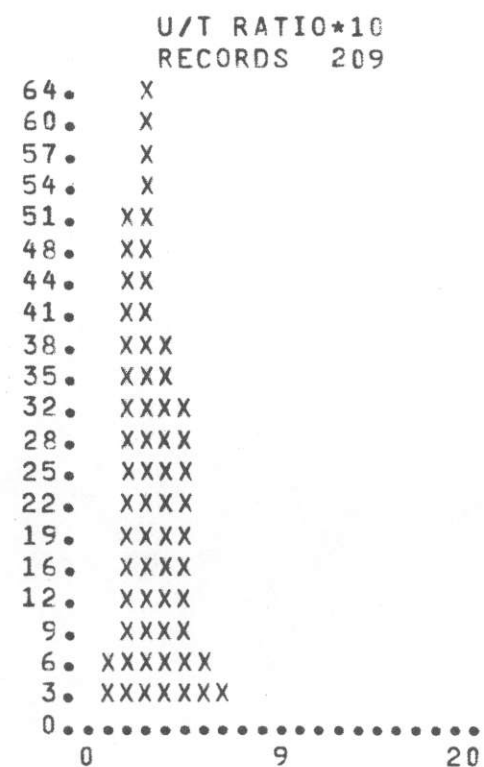 U/T RATIO*10
RECORDS 209
64. X
60. X
57. X
54. X
51. XX
48. XX
44. XX
41. XX
38. XXX
35. XXX
32. XXXX
28. XXXX
25. XXXX
22. XXXX
19. XXXX
16. XXXX
12. XXXX
9. XXXX
6. XXXXXX
3. XXXXXXX
0......................
0 9 20